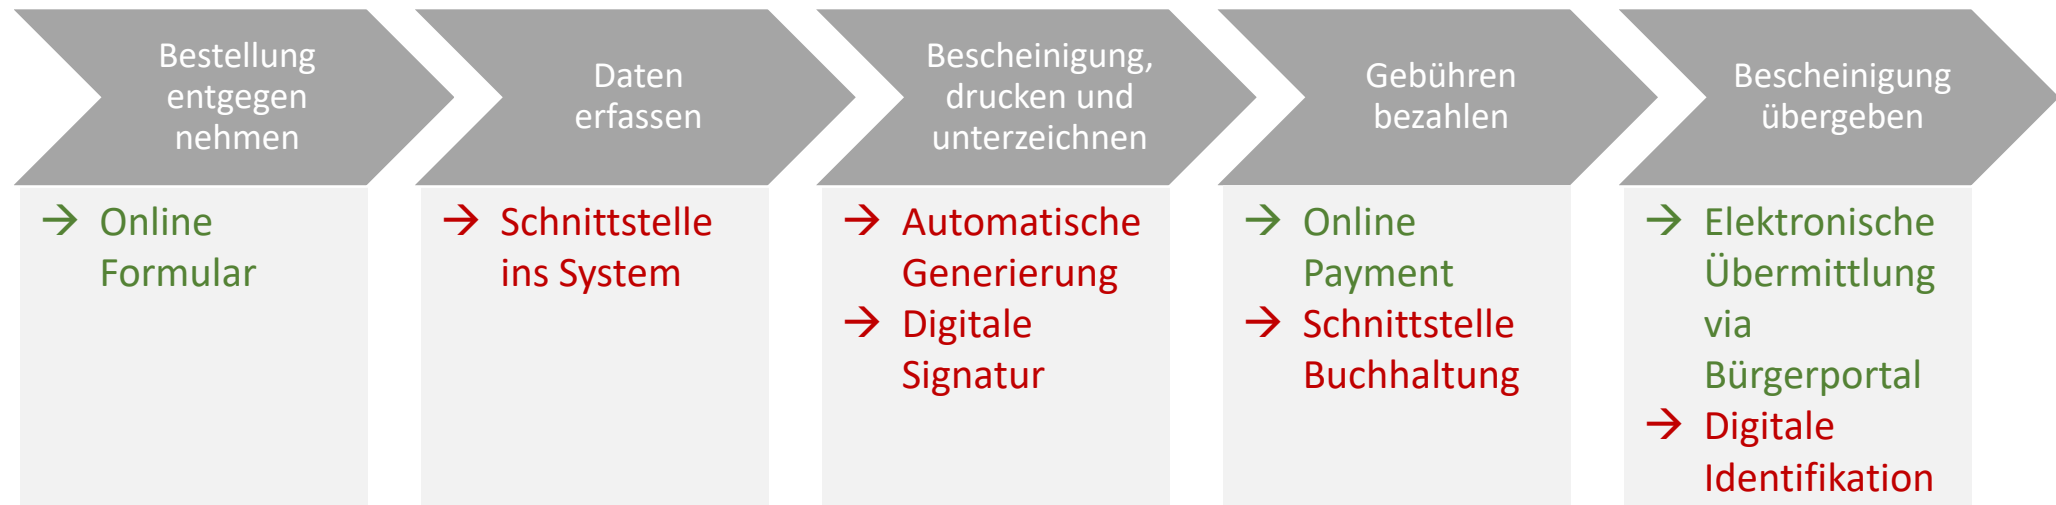 Bestellung
entgegen
nehmen
Daten
erfassen
Bescheinigung,
drucken und
unterzeichnen
Gebühren
bezahlen
Bescheinigung
übergeben
→ Online
Formular
→ Schnittstelle
ins System
→ Automatische
Generierung
→ Digitale
Signatur
→ Online
Payment
→ Schnittstelle
Buchhaltung
→ Elektronische
Übermittlung
via
Bürgerportal
→ Digitale
Identifikation